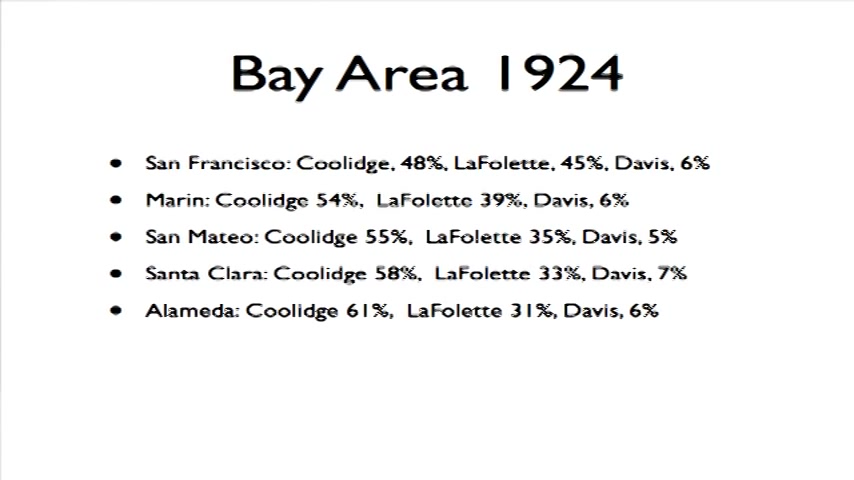 Bay Area 1924
• San Francisco: Coolidge, 48%, LaFolette, 45%, Davis, 6%
• Marin: Coolidge 54%, LaFolette 39%, Davis, 6%
• San Mateo: Coolidge 55%, LaFolette 35%, Davis, 5%
• Santa Clara: Coolidge 58%, LaFolette 33%, Davis, 7%
• Alameda: Coolidge 61%, LaFolette 31%, Davis, 6%